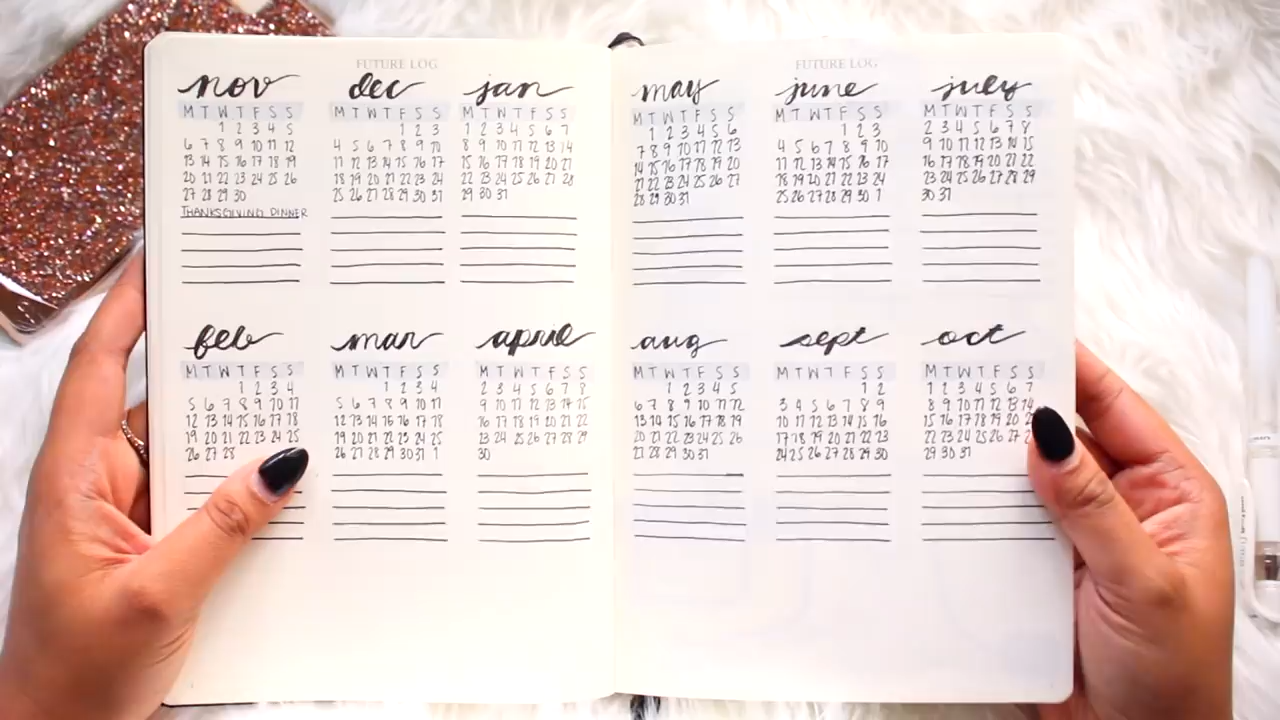 FUTURE LOG
nov
M T W T F S S
1 2 3 4 5
6 7 8 9 10 11 12
13 14 15 16 17 18 19
20 21 22 23 24 25 26
27 28 29 30
THANKSGIVING DINNER
dec
M T W T F S S
1 2 3
4 5 6 7 8 9 10
11 12 13 14 15 16 17
18 19 20 21 22 23 24
25 26 27 28 29 30 31
jan
M T W T F S S
1 2 3 4 5 6 7
8 9 10 11 12 13 14
15 16 17 18 19 20 21
22 23 24 25 26 27 28
29 30 31
feb
M T W T F S S
1 2 3 4
5 6 7 8 9 10 11
12 13 14 15 16 17 18
19 20 21 22 23 24 25
26 27 28
mar
M T W T F S S
1 2 3 4
5 6 7 8 9 10 11
12 13 14 15 16 17 18
19 20 21 22 23 24 25
26 27 28 29 30 31 1
april
M T W T F S S
2 3 4 5 6 7 8
9 10 11 12 13 14 15
16 17 18 19 20 21 22
23 24 25 26 27 28 29
30
FUTURE LOG
may
M T W T F S S
1 2 3 4 5 6
7 8 9 10 11 12 13
14 15 16 17 18 19 20
21 22 23 24 25 26 27
28 29 30 31
june
M T W T F S S
1 2 3
4 5 6 7 8 9 10
11 12 13 14 15 16 17
18 19 20 21 22 23 24
25 26 27 28 29 30 1
july
M T W T F S S
2 3 4 5 6 7 8
9 10 11 12 13 14 15
16 17 18 19 20 21 22
23 24 25 26 27 28 29
30 31
aug
M T W T F S S
1 2 3 4 5
6 7 8 9 10 11 12
13 14 15 16 17 18 19
20 21 22 23 24 25 26
27 28 29 30 31
sept
M T W T F S S
1 2
3 4 5 6 7 8 9
10 11 12 13 14 15 16
17 18 19 20 21 22 23
24 25 26 27 28 29 30
oct
M T W T F S S
1 2 3 4 5 6 7
8 9 10 11 12 13 14
15 16 17 18 19 20
22 23 24 25 26 27
29 30 31